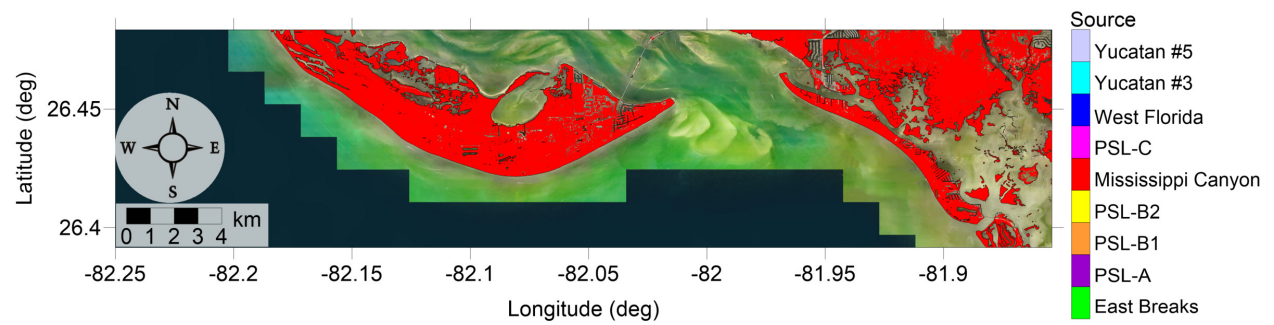 Source
Yucatan #5
Yucatan #3
West Florida
PSL-C
Mississippi Canyon
PSL-B2
PSL-B1
PSL-A
East Breaks
Latitude (deg)
26.45
26.4
N
W E
S
km
0 1 2 3 4
-82.25 -82.2 -82.15 -82.1 -82.05 -82 -81.95 -81.9
Longitude (deg)